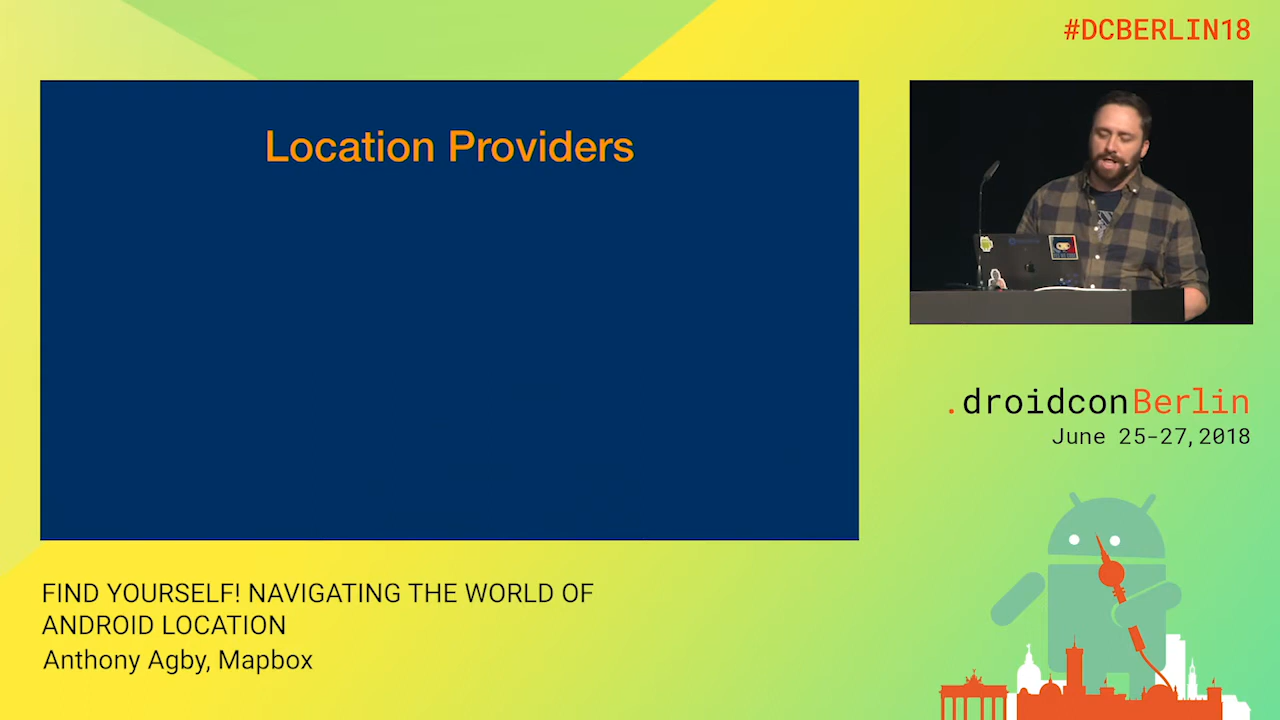 #DCBERLIN18
Location Providers
.droidconBerlin
June 25-27,2018
FIND YOURSELF! NAVIGATING THE WORLD OF
ANDROID LOCATION
Anthony Agby, Mapbox